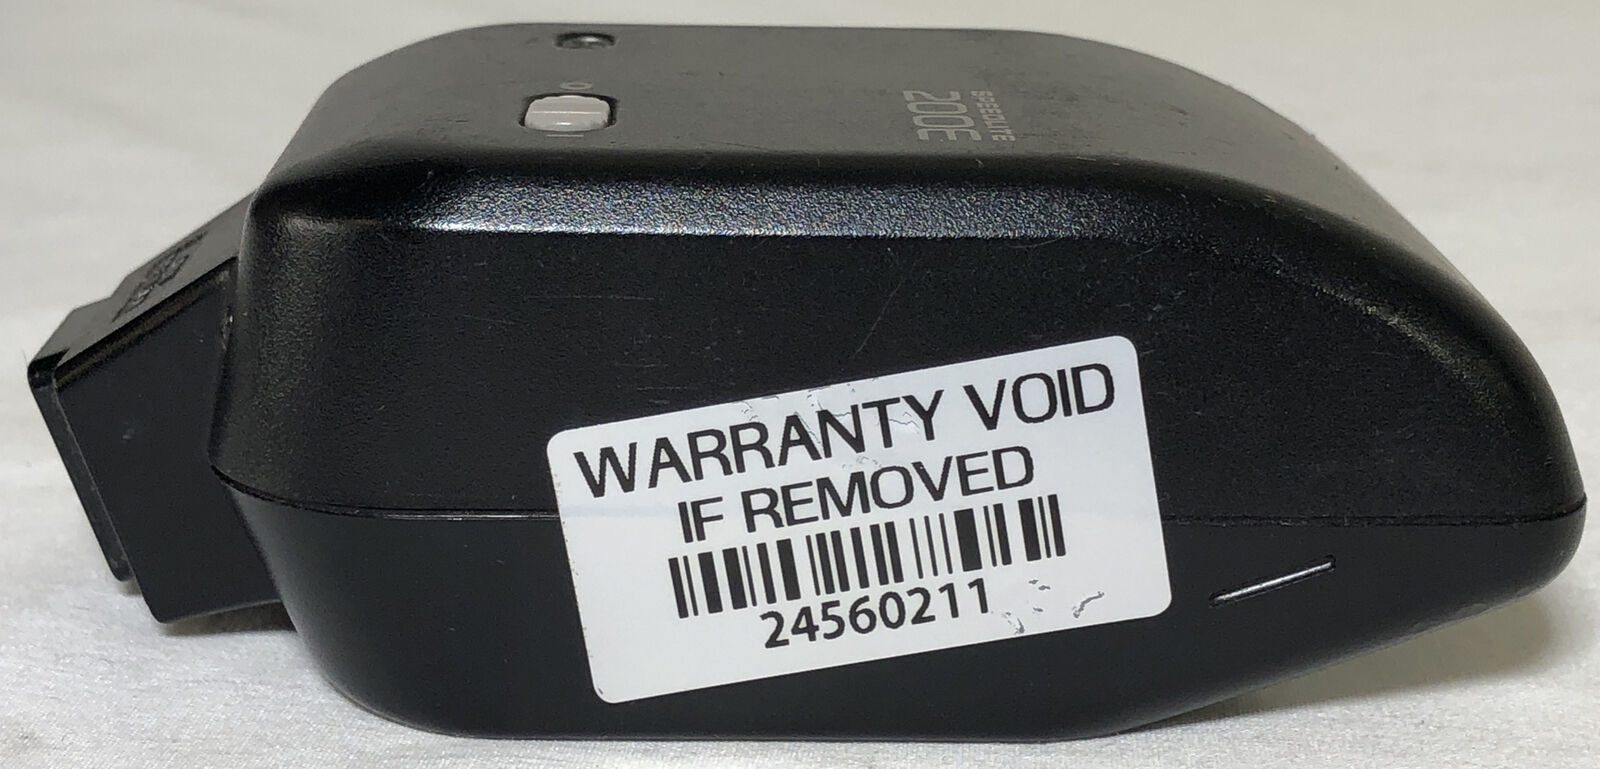 SPEEDLITE
200E
O
I
WARRANTY VOID
IF REMOVED
24560211